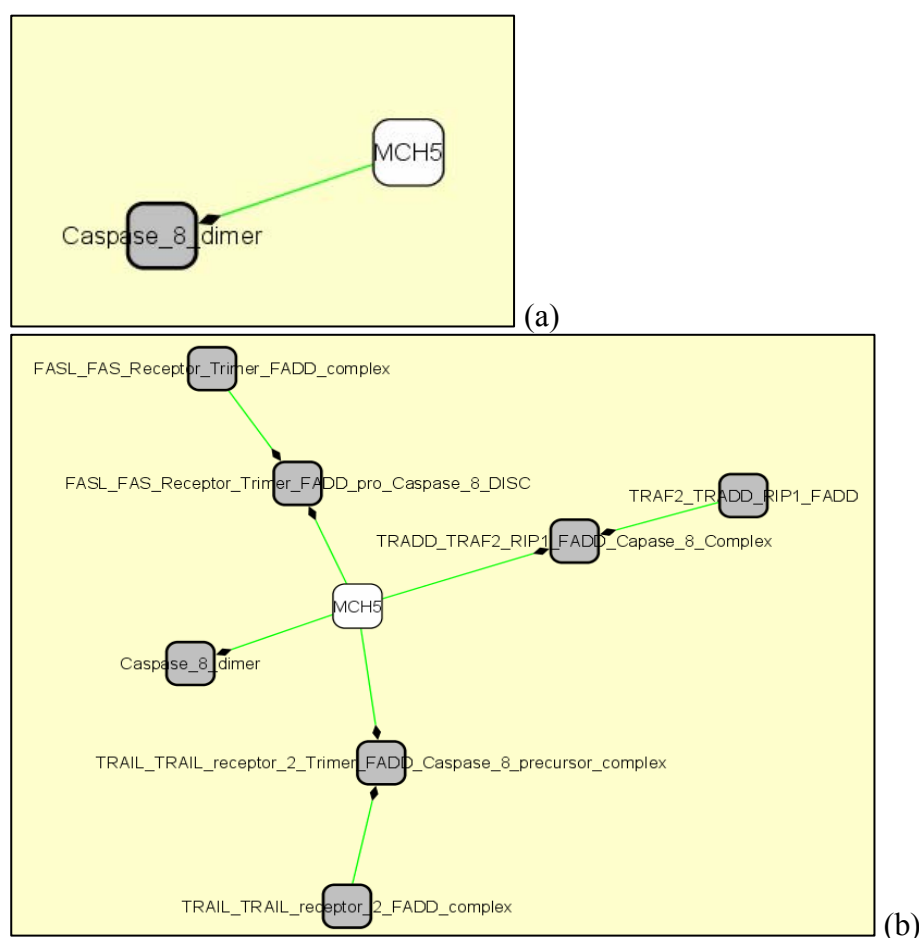 MCH5
Caspase_8_dimer
(a)
FASL_FAS_Receptor_Trimer_FADD_complex
FASL_FAS_Receptor_Trimer_FADD_pro_Caspase_8_DISC
TRAF2_TRADD_RIP1_FADD
TRADD_TRAF2_RIP1_FADD_Capase_8_Complex
MCH5
Caspase_8_dimer
TRAIL_TRAIL_receptor_2_Trimer_FADD_Caspase_8_precursor_complex
TRAIL_TRAIL_receptor_2_FADD_complex
(b)